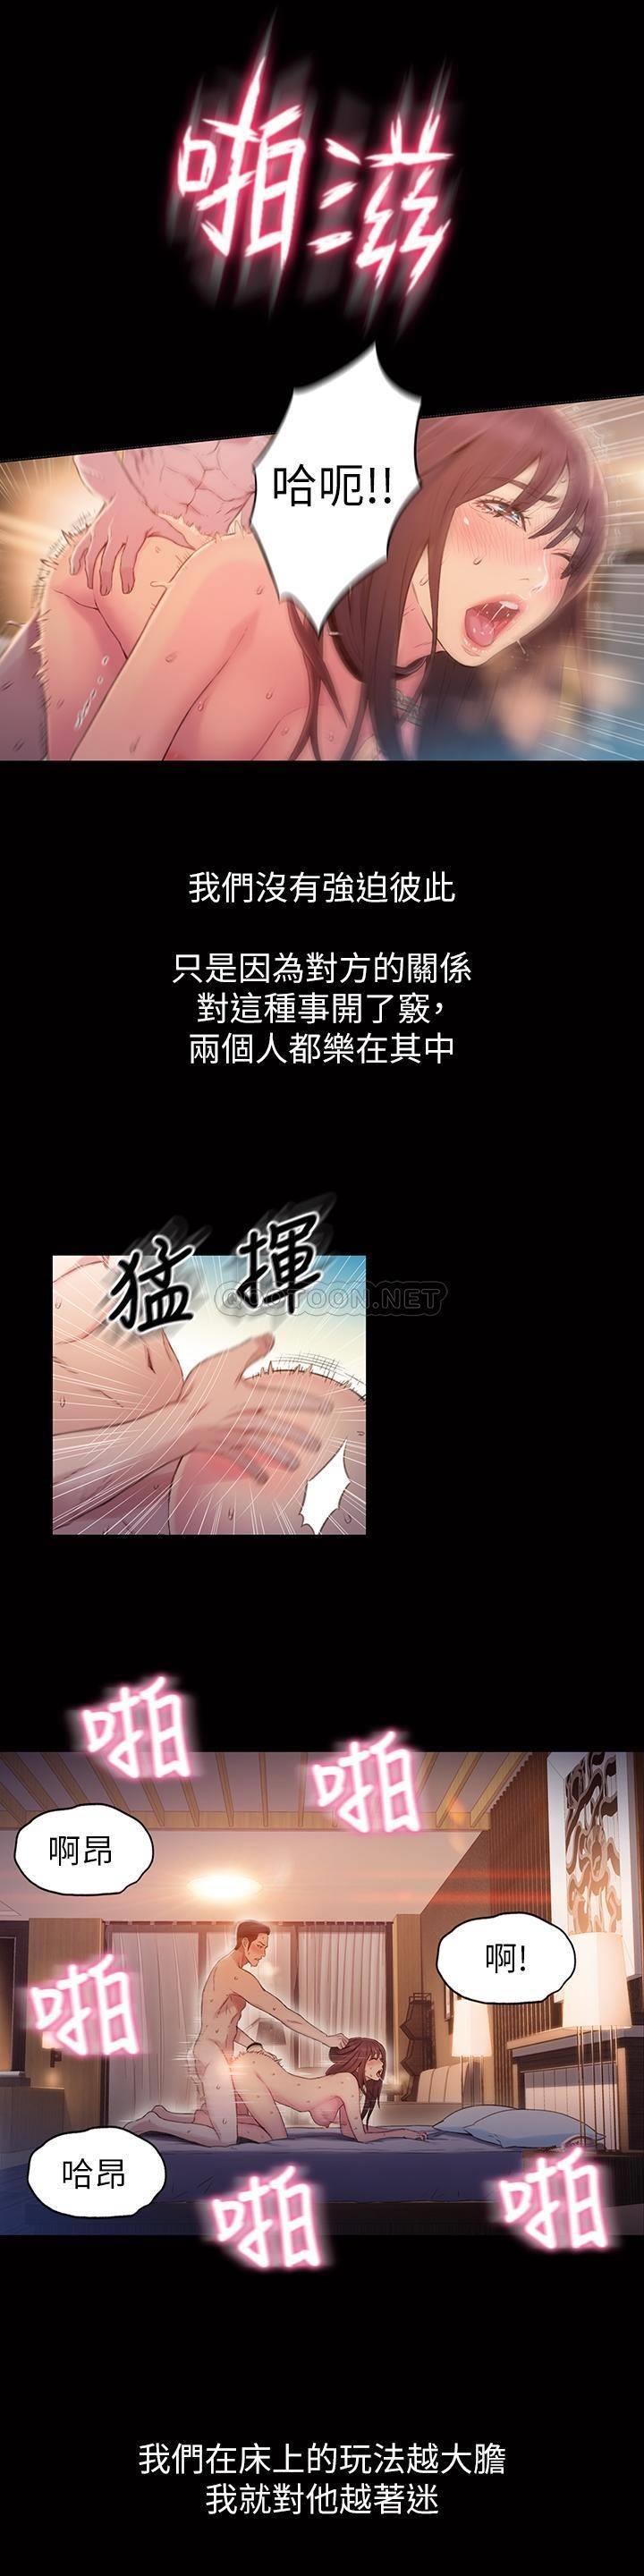 啪滋
哈呃!!
我們沒有強迫彼此
只是因為對方的關係
對這種事開了竅，
兩個人都樂在其中
猛揮
TOPTOON.NET
啪
啪
啊昂
啊!
啪
哈昂
啪
啪
我們在床上的玩法越大膽
我就對他越著迷